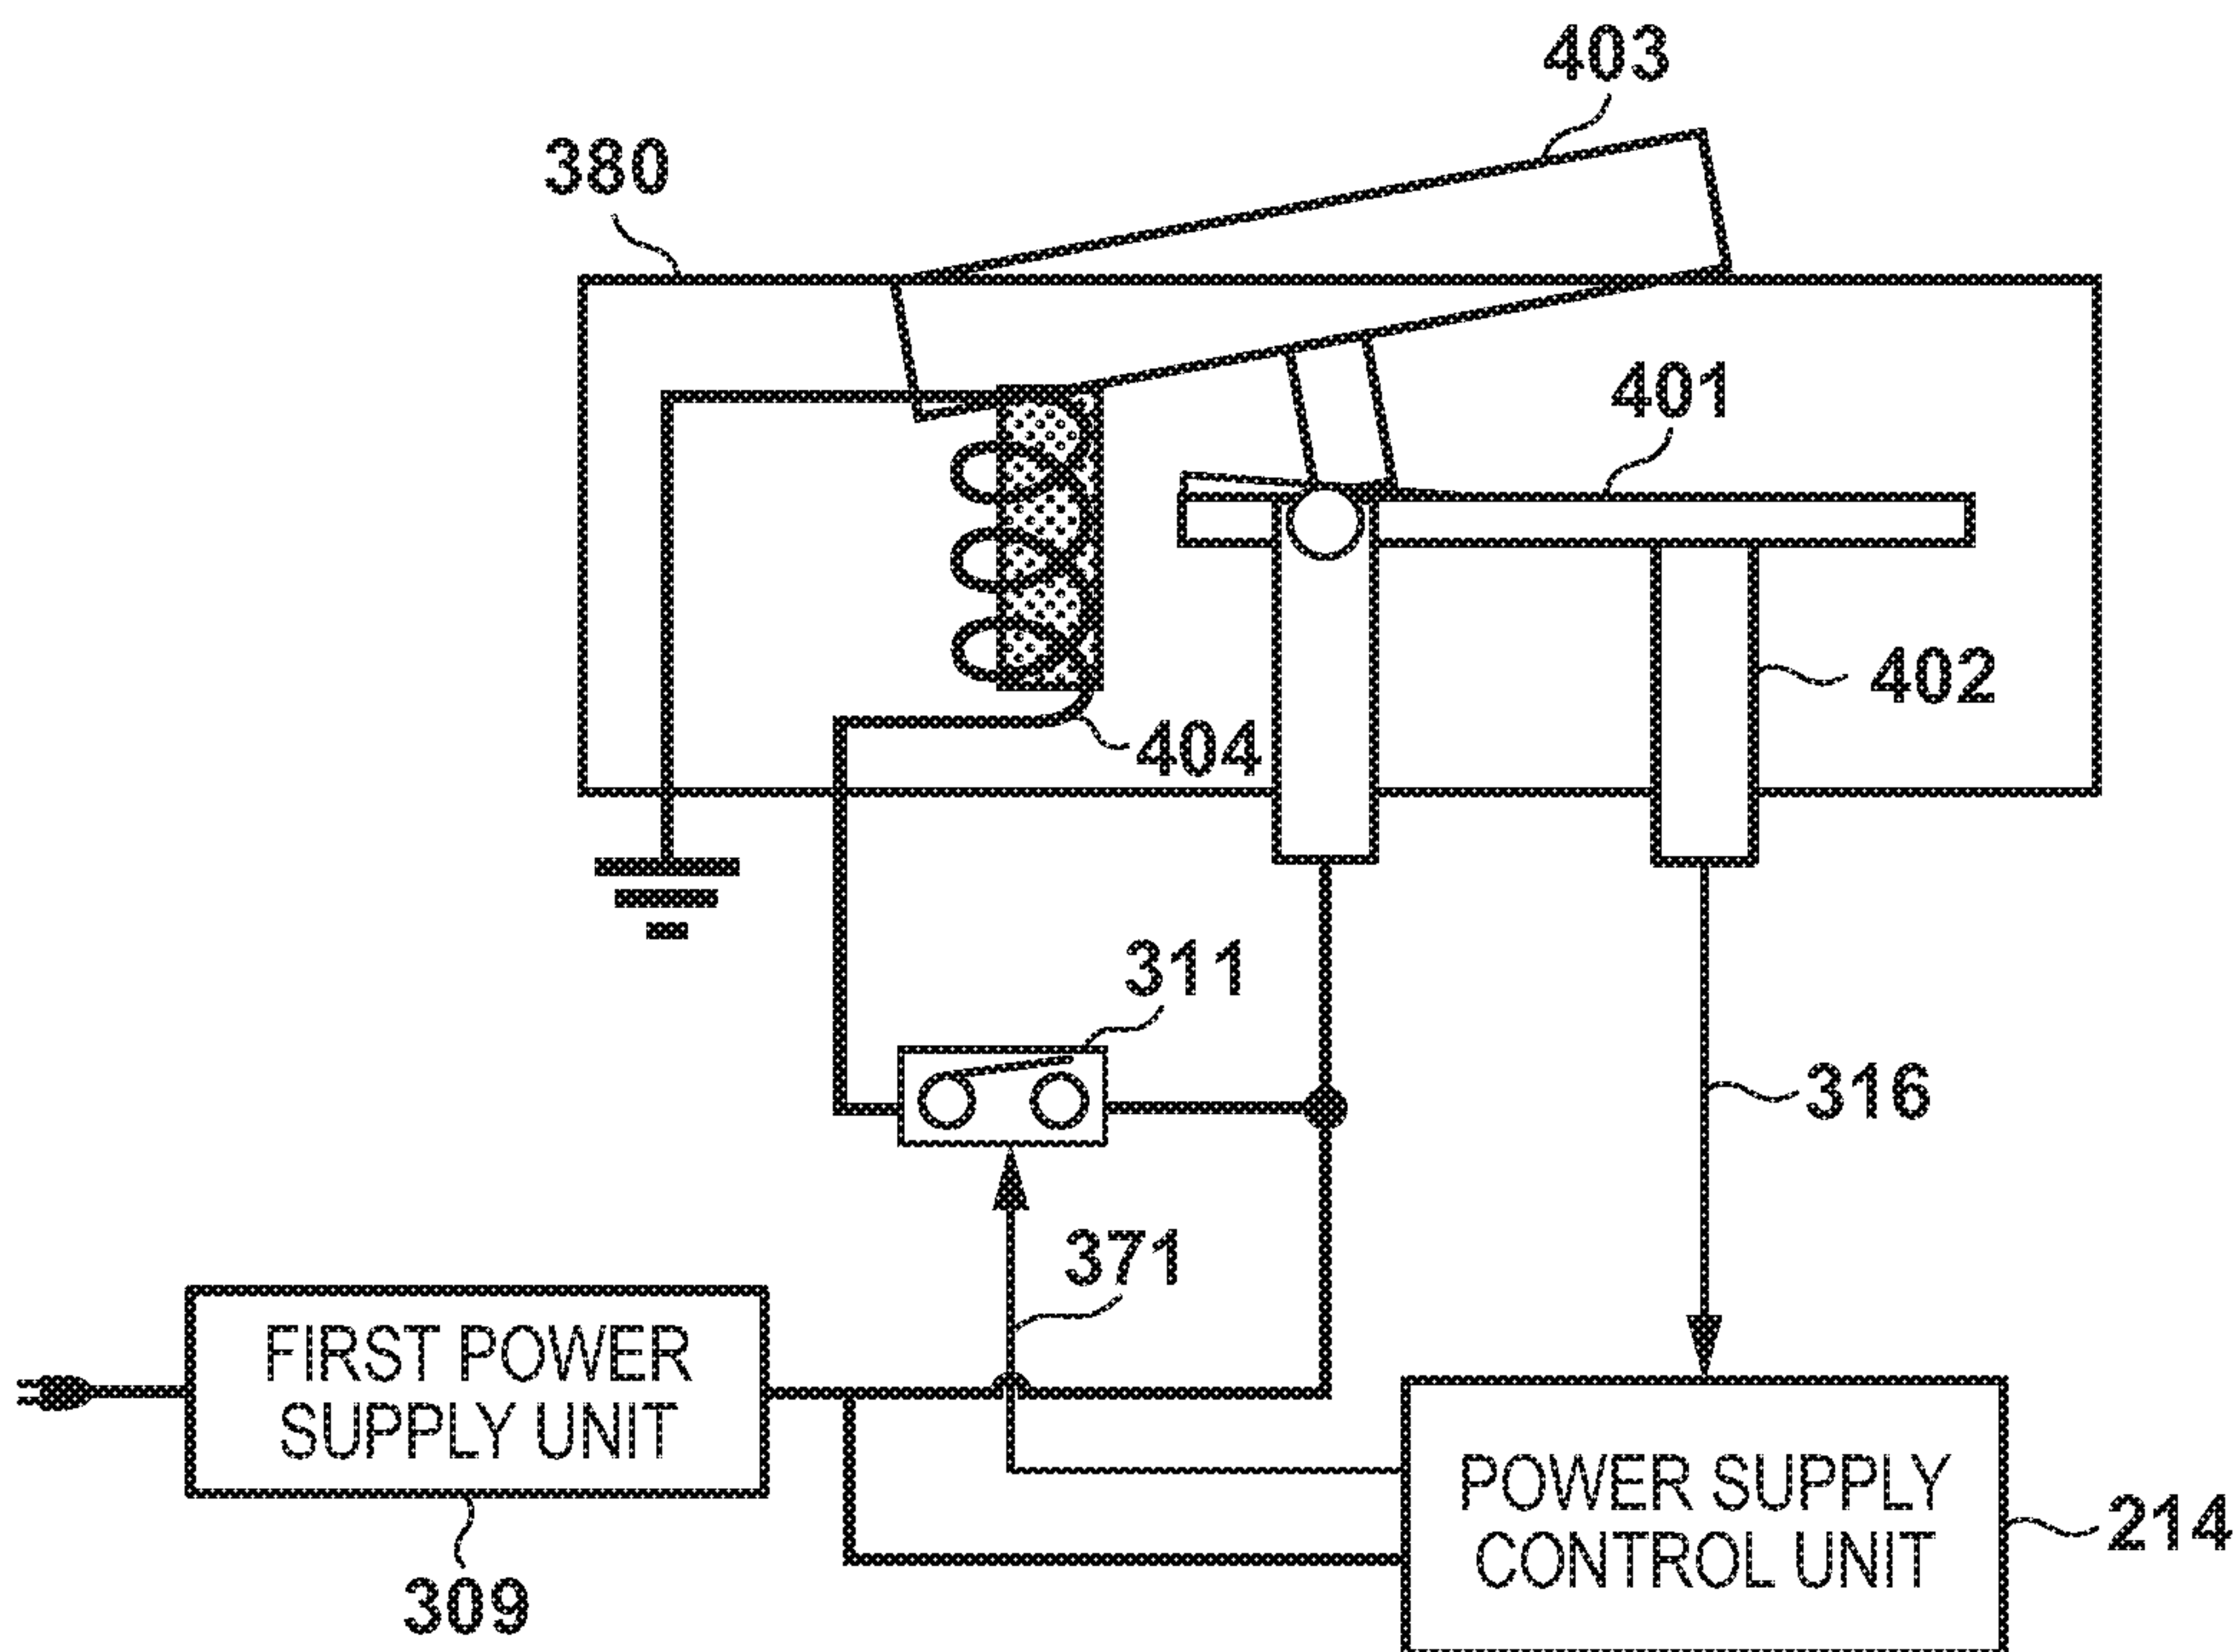 403
380
401
402
404
311
316
371
FIRST POWER
SUPPLY UNIT
POWER SUPPLY
CONTROL UNIT
214
309